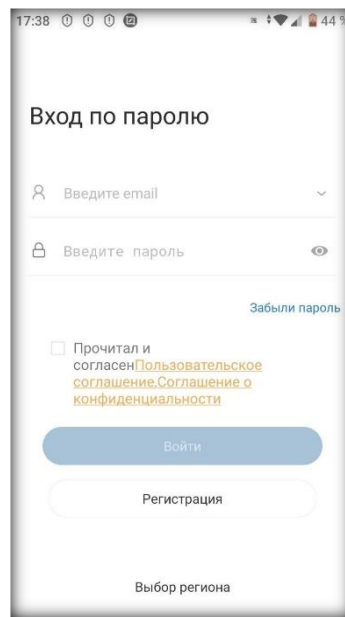 17:38 44 %
Вход по паролю
Введите email
Введите пароль
Забыли пароль
Прочитал и
согласенПользовательское
соглашение,Соглашение о
конфиденциальности
Войти
Регистрация
Выбор региона